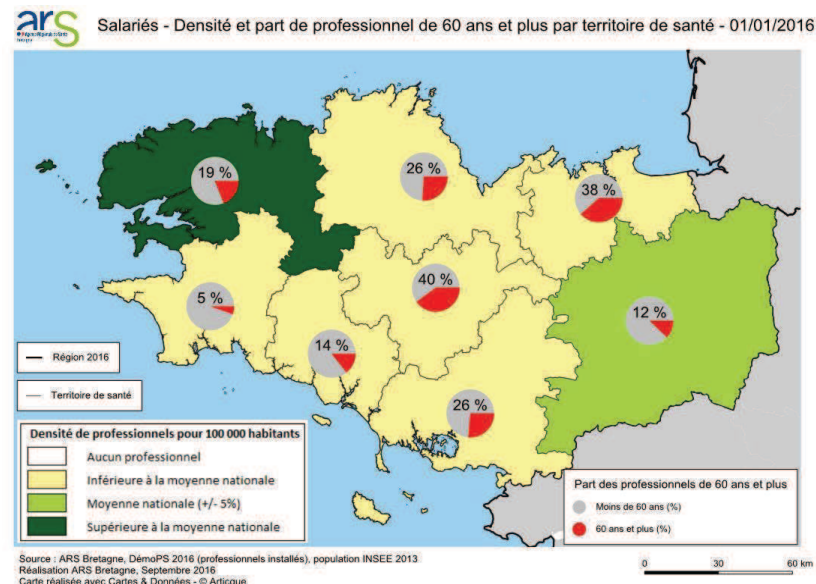 ars
Salariés - Densité et part de professionnel de 60 ans et plus par territoire de santé - 01/01/2016
19 %
26 %
38 %
40 %
5 %
12 %
14 %
26 %
Région 2016
Territoire de santé
Densité de professionnels pour 100 000 habitants
Aucun professionnel
Inférieure à la moyenne nationale
Moyenne nationale (+/- 5%)
Supérieure à la moyenne nationale
Part des professionnels de 60 ans et plus
Moins de 60 ans (%)
60 ans et plus (%)
Source : ARS Bretagne, DémoPS 2016 (professionnels installés), population INSEE 2013
Réalisation ARS Bretagne, Septembre 2016
Carte réalisée avec Cartes & Données - © Articque
0 30 60 km